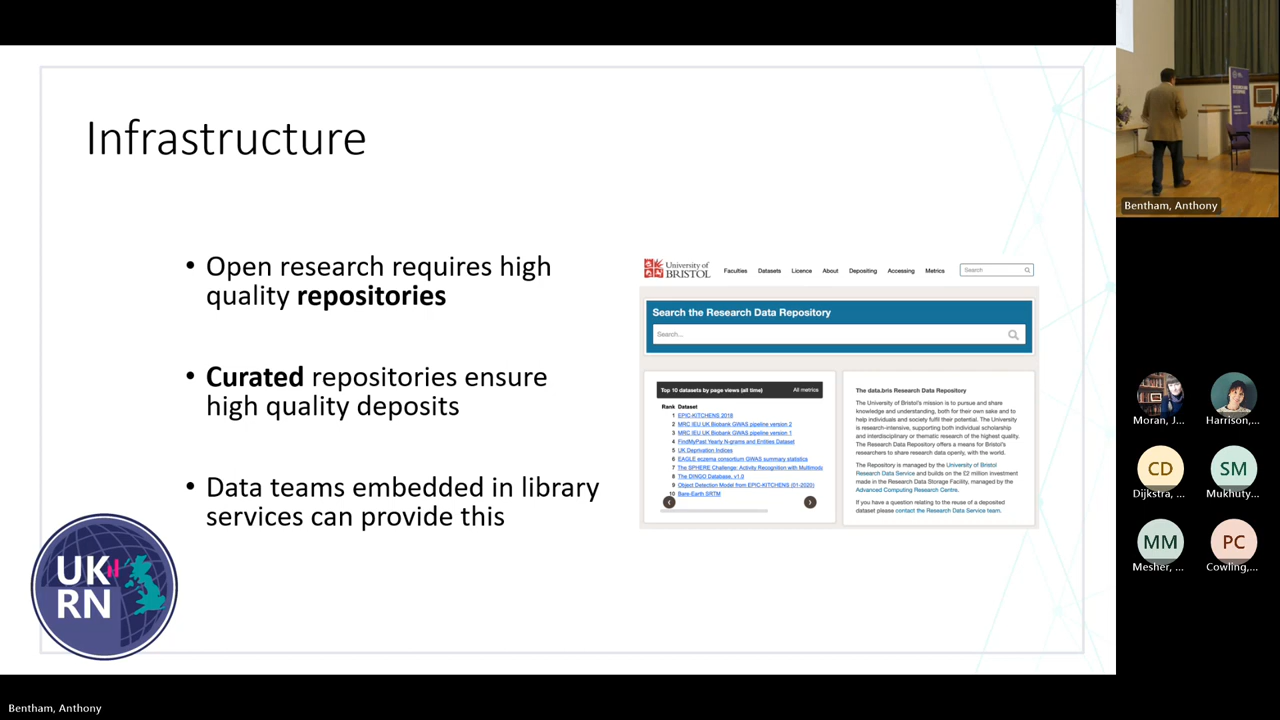 Infrastructure
• Open research requires high
quality repositories
• Curated repositories ensure
high quality deposits
• Data teams embedded in library
services can provide this
UK
RN
University of
BRISTOL
Faculties Datasets Licence About Depositing Accessing Metrics
Search
Search the Research Data Repository
Search...
Top 10 datasets by page views (all time) All metrics
Rank Dataset
1 EPIC-KITCHENS 2018
2 MRC IEU UK Biobank GWAS pipeline version 2
3 MRC IEU UK Biobank GWAS pipeline version 1
4 FindMyPast Yearly N-grams and Entities Dataset
5 UK Deprivation Indices
6 EAGLE eczema consortium GWAS summary statistics
7 The SPHERE Challenge: Activity Recognition with Multimodal
8 The DINGO Database, v1.0
9 Object Detection Model from EPIC-KITCHENS (01-2020)
10 Bare-Earth SRTM
The data.bris Research Data Repository
The University of Bristol's mission is to pursue and share
knowledge and understanding, both for their own sake and to
help individuals and society fulfil their potential. The University
is research-intensive, supporting both individual scholarship
and interdisciplinary or thematic research of the highest quality.
The Research Data Repository offers a means for Bristol's
researchers to share research data openly, with the world.
The Repository is managed by the University of Bristol
Research Data Service and builds on the £2 million investment
made in the Research Data Storage Facility, managed by the
Advanced Computing Research Centre.
If you have a question relating to the reuse of a deposited
dataset please contact the Research Data Service team.
Bentham, Anthony
Moran, J... Harrison,...
CD SM
Dijkstra, ... Mukhuty...
MM PC
Mesher, ... Cowling,...
Bentham, Anthony